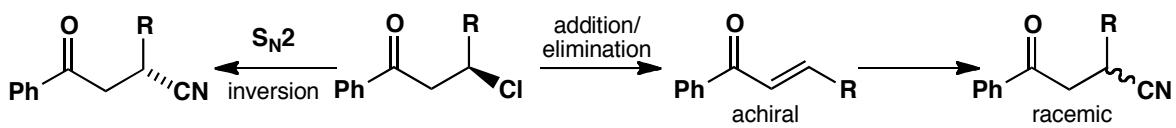 O R
Ph CN
S_N2
inversion
O R
Ph Cl
addition/
elimination
O
Ph R
achiral
O R
Ph CN
racemic